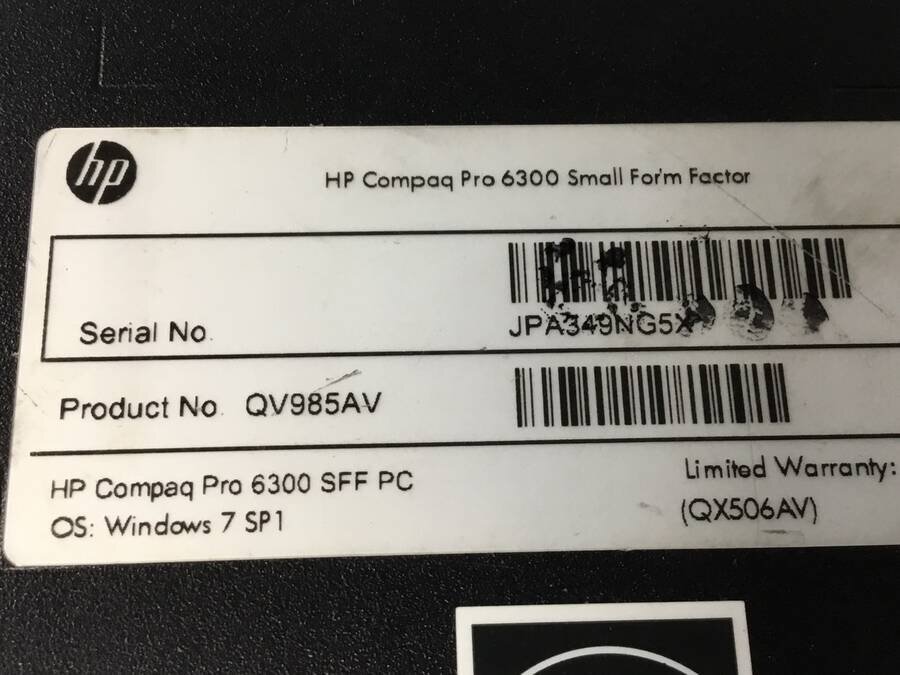 hp
HP Compaq Pro 6300 Small Form Factor
Serial No. JPA349NG5X
Product No QV985AV
HP Compaq Pro 6300 SFF PC
Limited Warranty:
OS: Windows 7 SP1
(QX506AV)